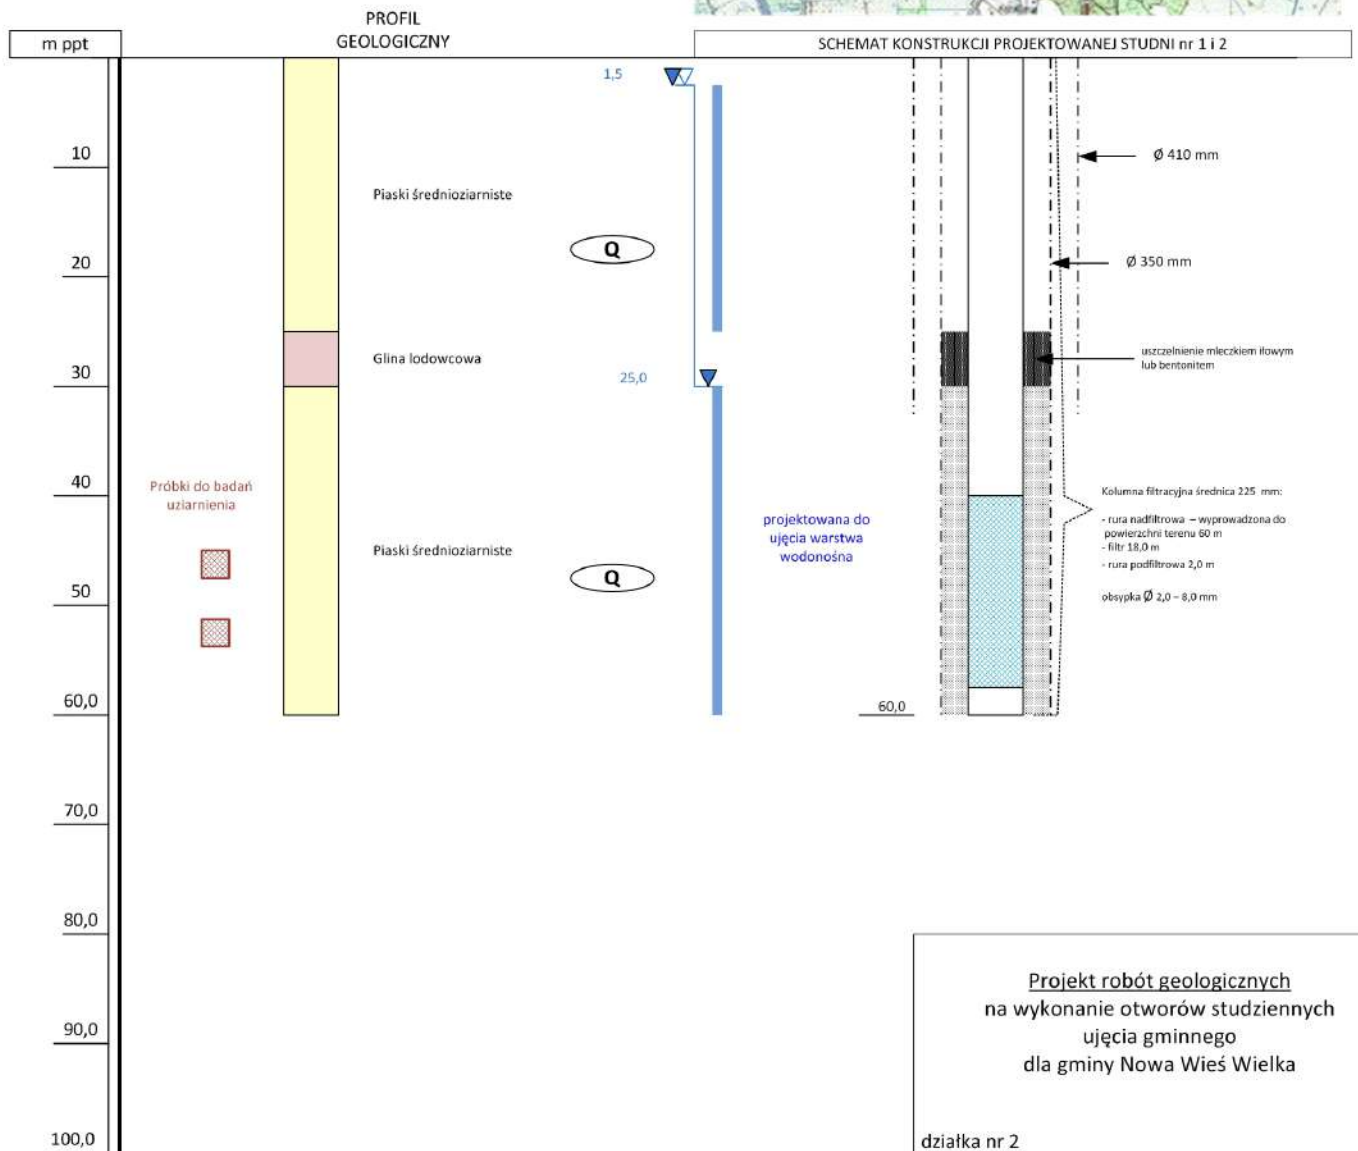 PROFIL
GEOLOGICZNY
m ppt
SCHEMAT KONSTRUKCJI PROJEKTOWANEJ STUDNI nr 1 i 2
1,5
10
Ø 410 mm
Piaski średnioziarniste
Q
20
Ø 350 mm
Glina lodowcowa
uszczelnienie mleczkiem iłowym
lub bentonitem
30
25,0
40
Próbki do badań
uziarnienia
Kolumna filtracyjna średnica 225 mm:
- rura nadfiltrowa – wyprowadzona do
powierzchni terenu 60 m
- filtr 18,0 m
- rura podfiltrowa 2,0 m
obsypka Ø 2,0 – 8,0 mm
projektowana do
ujęcia warstwa
wodonośna
Piaski średnioziarniste
Q
50
60,0
60,0
70,0
80,0
90,0
100,0
Projekt robót geologicznych
na wykonanie otworów studziennych
ujęcia gminnego
dla gminy Nowa Wieś Wielka
działka nr 2